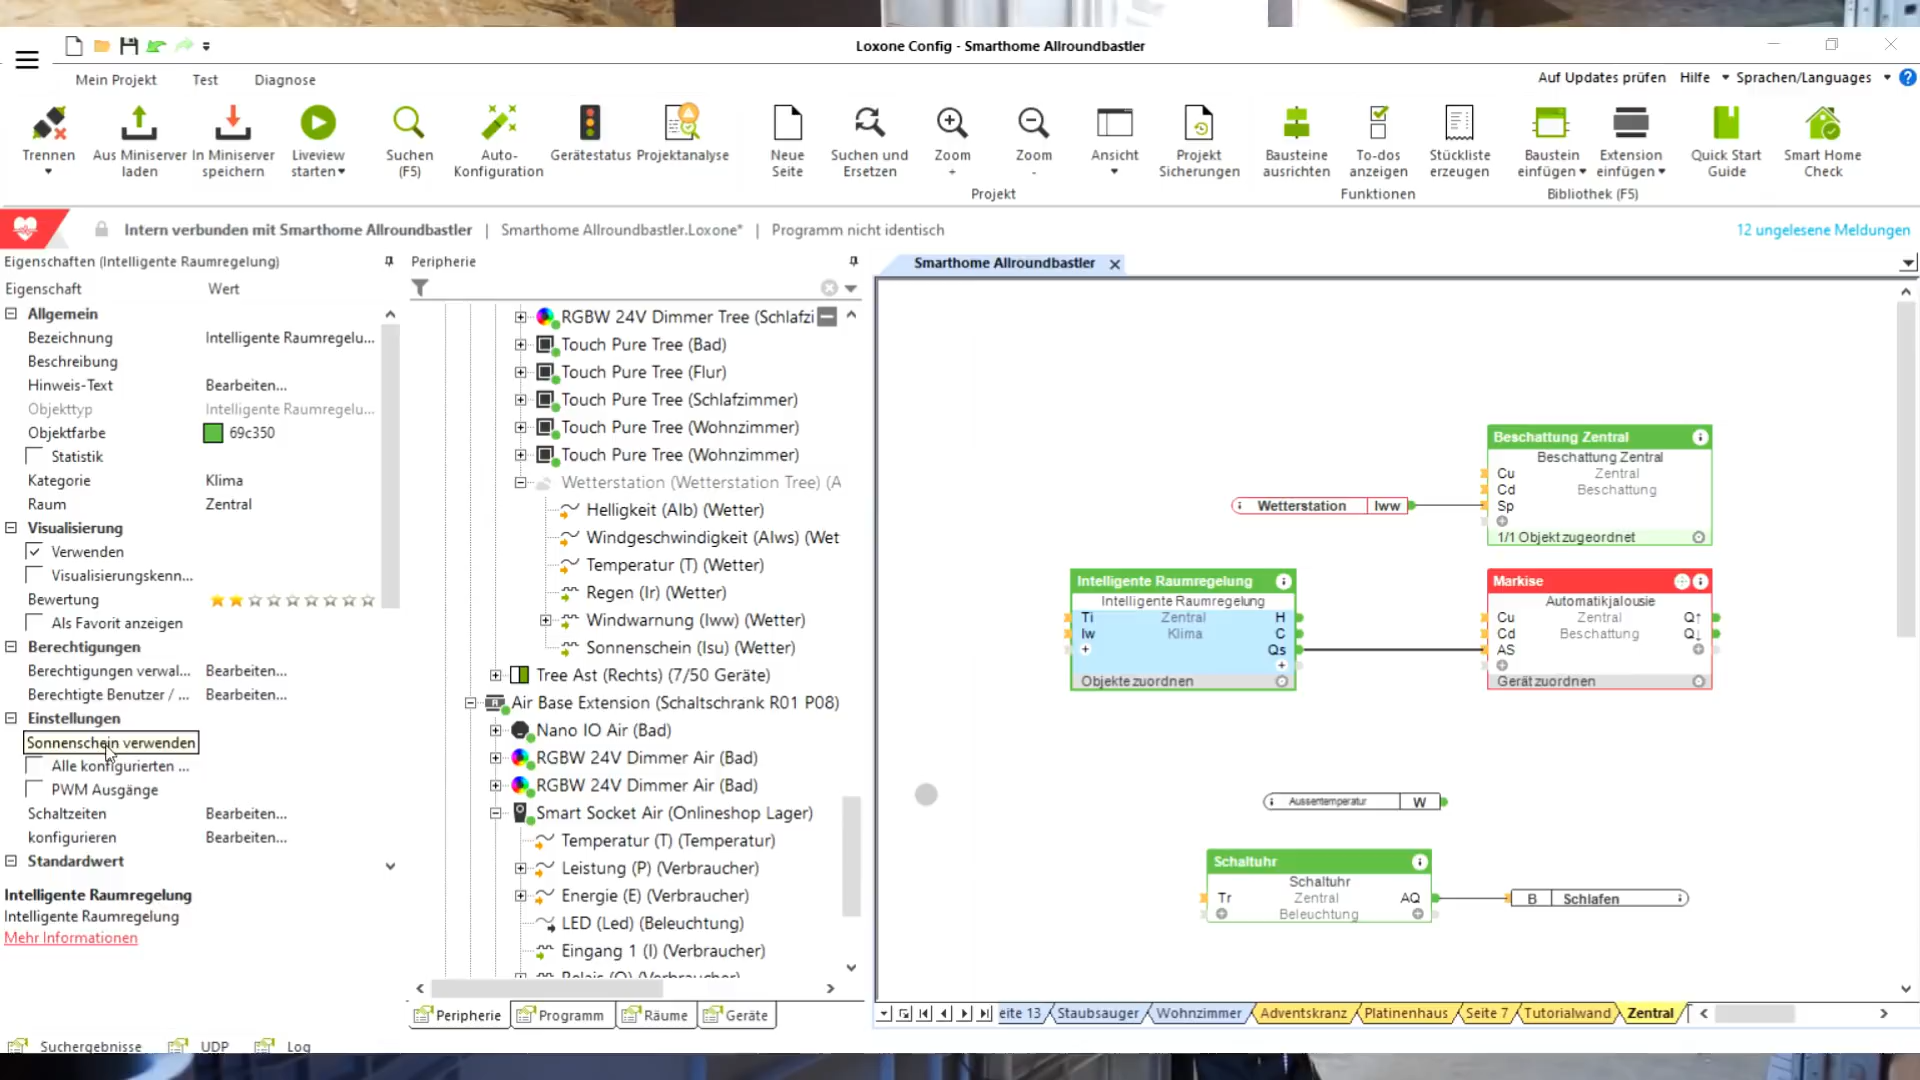 Loxone Config - Smarthome Allroundbastler
Mein Projekt Test Diagnose
Auf Updates prüfen Hilfe Sprachen/Languages
Trennen
Aus Miniserver laden
In Miniserver speichern
Liveview starten
Suchen (F5)
Auto-Konfiguration
Gerätestatus
Projektanalyse
Neue Seite
Suchen und Ersetzen
Zoom +
Zoom -
Ansicht
Projekt Sicherungen
Bausteine ausrichten
To-dos anzeigen
Stückliste erzeugen
Baustein einfügen
Extension einfügen
Quick Start Guide
Smart Home Check
Projekt
Funktionen
Bibliothek (F5)
Intern verbunden mit Smarthome Allroundbastler | Smarthome Allroundbastler.Loxone* | Programm nicht identisch
12 ungelesene Meldungen
Eigenschaften (Intelligente Raumregelung)
Eigenschaft Wert
Allgemein
Bezeichnung Intelligente Raumregelu...
Beschreibung
Hinweis-Text Bearbeiten...
Objekttyp Intelligente Raumregelu...
Objektfarbe 69c350
Statistik
Kategorie Klima
Raum Zentral
Visualisierung
Verwenden
Visualisierungskenn...
Bewertung
Als Favorit anzeigen
Berechtigungen
Berechtigungen verwal... Bearbeiten...
Berechtigte Benutzer / ... Bearbeiten...
Einstellungen
Sonnenschein verwenden
Alle konfigurierten ...
PWM Ausgänge
Schaltzeiten Bearbeiten...
konfigurieren Bearbeiten...
Standardwert
Intelligente Raumregelung
Intelligente Raumregelung
Mehr Informationen
Peripherie
RGBW 24V Dimmer Tree (Schlafzi
Touch Pure Tree (Bad)
Touch Pure Tree (Flur)
Touch Pure Tree (Schlafzimmer)
Touch Pure Tree (Wohnzimmer)
Touch Pure Tree (Wohnzimmer)
Wetterstation (Wetterstation Tree) (A
Helligkeit (Alb) (Wetter)
Windgeschwindigkeit (Alws) (Wet
Temperatur (T) (Wetter)
Regen (Ir) (Wetter)
Windwarnung (Iww) (Wetter)
Sonnenschein (Isu) (Wetter)
Tree Ast (Rechts) (7/50 Geräte)
Air Base Extension (Schaltschrank R01 P08)
Nano IO Air (Bad)
RGBW 24V Dimmer Air (Bad)
RGBW 24V Dimmer Air (Bad)
Smart Socket Air (Onlineshop Lager)
Temperatur (T) (Temperatur)
Leistung (P) (Verbraucher)
Energie (E) (Verbraucher)
LED (Led) (Beleuchtung)
Eingang 1 (I) (Verbraucher)
Relais (Q) (Verbraucher)
Peripherie Programm Räume Geräte
Smarthome Allroundbastler
Beschattung Zentral
Beschattung Zentral
Cu Zentral
Cd Beschattung
Sp
1/1 Objekt zugeordnet
Wetterstation Iww
Intelligente Raumregelung
Intelligente Raumregelung
Ti Zentral H
Iw Klima C
Qs
Objekte zuordnen
Markise
Automatikjalousie
Cu Zentral Q↑
Cd Beschattung Q↓
AS
Gerät zuordnen
Aussentemperatur W
Schaltuhr
Schaltuhr
Tr Zentral AQ
Beleuchtung
B Schlafen
eite 13 Staubsauger Wohnzimmer Adventskranz Platinenhaus Seite 7 Tutorialwand Zentral
Suchergebnisse UDP Log